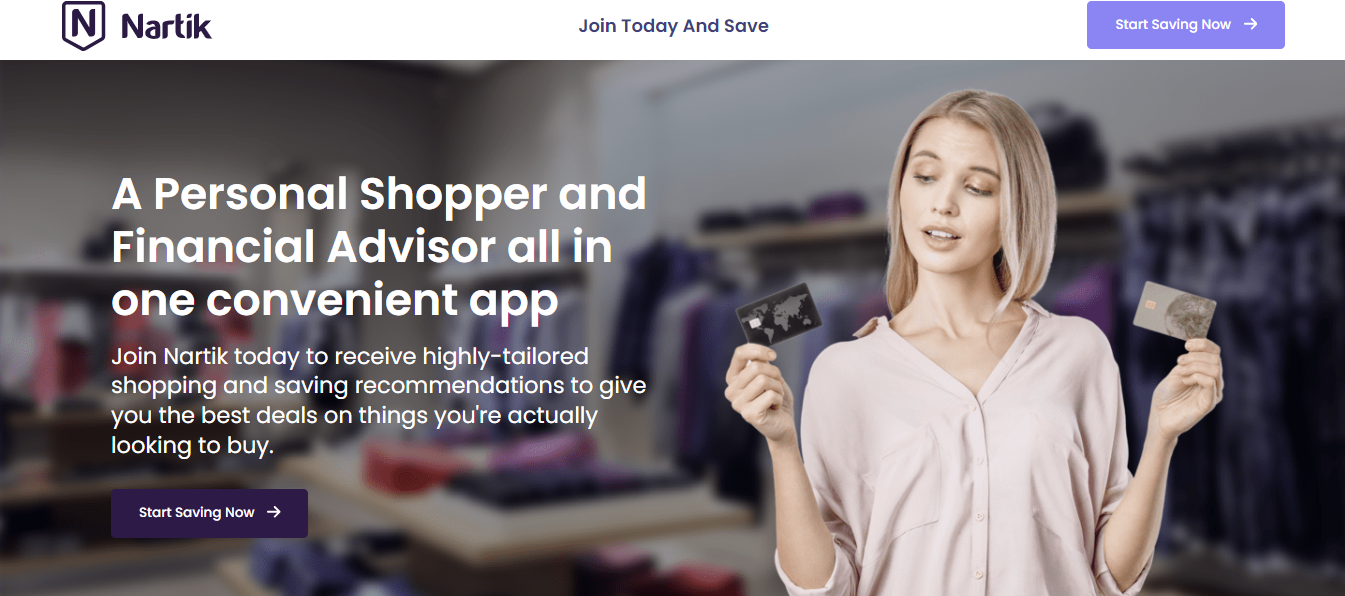 Nartik
Join Today And Save
Start Saving Now
A Personal Shopper and
Financial Advisor all in
one convenient app
Join Nartik today to receive highly-tailored
shopping and saving recommendations to give
you the best deals on things you're actually
looking to buy.
Start Saving Now